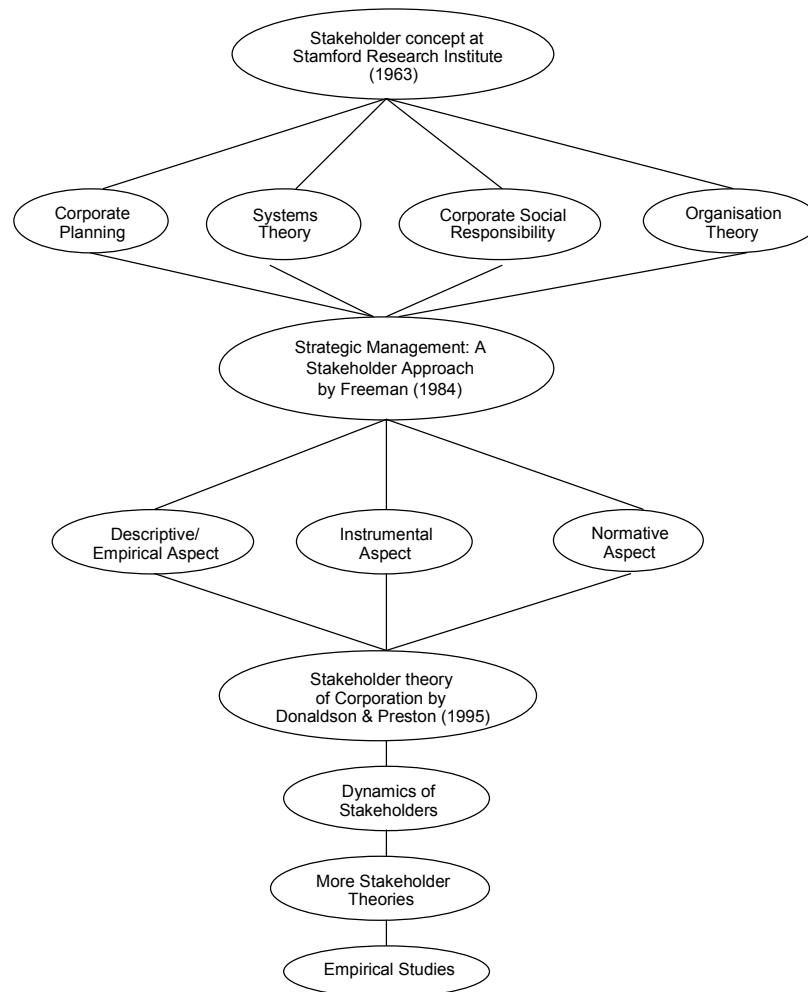 Stakeholder concept at
Stamford Research Institute
(1963)
Corporate
Planning
Systems
Theory
Corporate Social
Responsibility
Organisation
Theory
Strategic Management: A
Stakeholder Approach
by Freeman (1984)
Descriptive/
Empirical Aspect
Instrumental
Aspect
Normative
Aspect
Stakeholder theory
of Corporation by
Donaldson & Preston (1995)
Dynamics of
Stakeholders
More Stakeholder
Theories
Empirical Studies